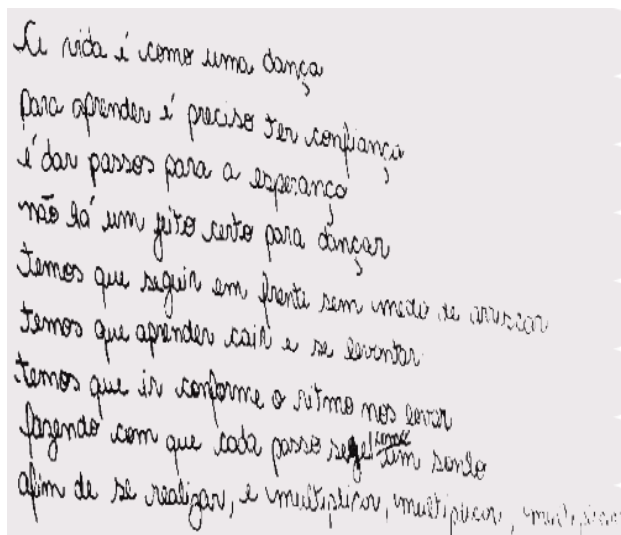 A vida é como uma dança
para aprender é preciso ter confiança
é dar passos para a esperança
não há um jeito certo para dançar
temos que seguir em frente sem medo de arriscar
temos que aprender cair e se levantar
temos que ir conforme o ritmo nos levar
fazendo com que cada passo seja um sonho
afim de se realizar, e multiplicar, multiplicar, multiplicar